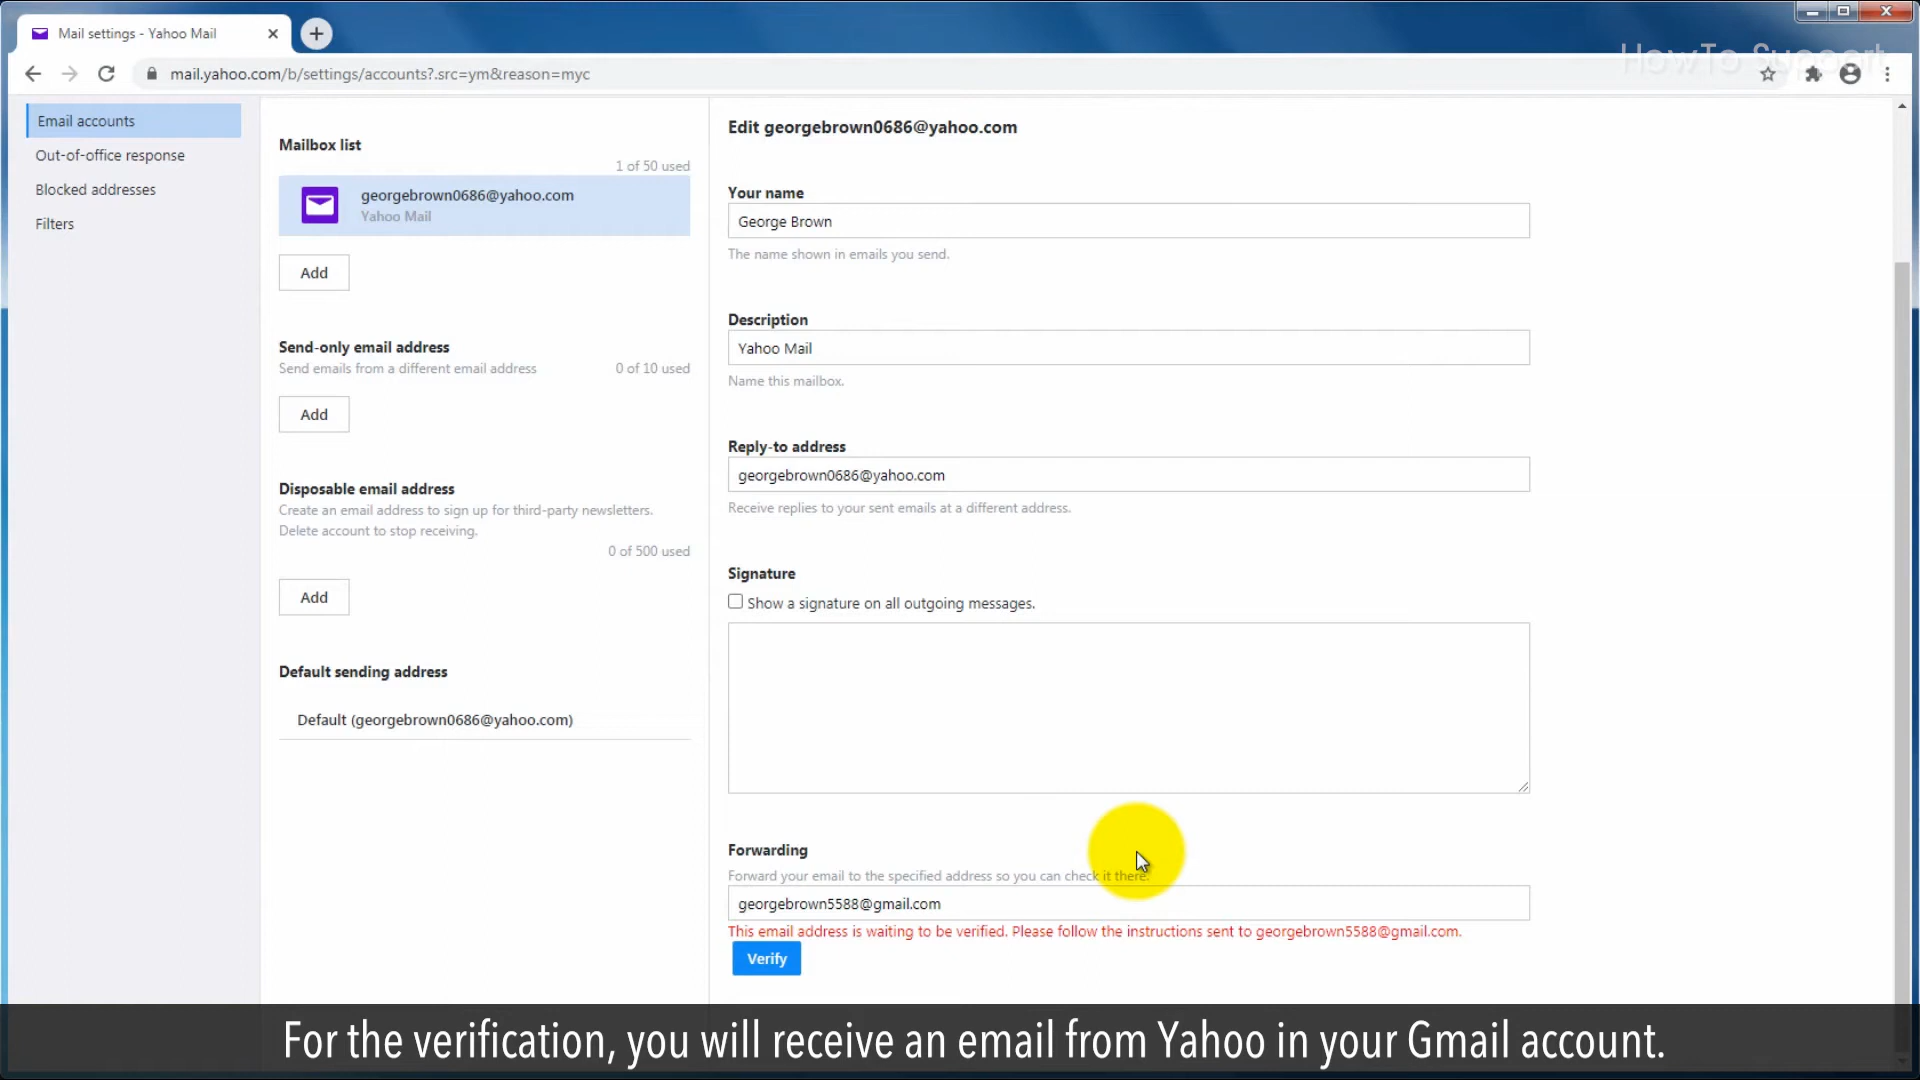 Mail settings - Yahoo Mail
HowTo Support
mail.yahoo.com/b/settings/accounts?.src=ym&reason=myc
Email accounts
Out-of-office response
Blocked addresses
Filters
Mailbox list
1 of 50 used
georgebrown0686@yahoo.com
Yahoo Mail
Add
Send-only email address
Send emails from a different email address 0 of 10 used
Add
Disposable email address
Create an email address to sign up for third-party newsletters.
Delete account to stop receiving.
0 of 500 used
Add
Default sending address
Default (georgebrown0686@yahoo.com)
Edit georgebrown0686@yahoo.com
Your name
George Brown
The name shown in emails you send.
Description
Yahoo Mail
Name this mailbox.
Reply-to address
georgebrown0686@yahoo.com
Receive replies to your sent emails at a different address.
Signature
Show a signature on all outgoing messages.
Forwarding
Forward your email to the specified address so you can check it there.
georgebrown5588@gmail.com
This email address is waiting to be verified. Please follow the instructions sent to georgebrown5588@gmail.com.
Verify
For the verification, you will receive an email from Yahoo in your Gmail account.